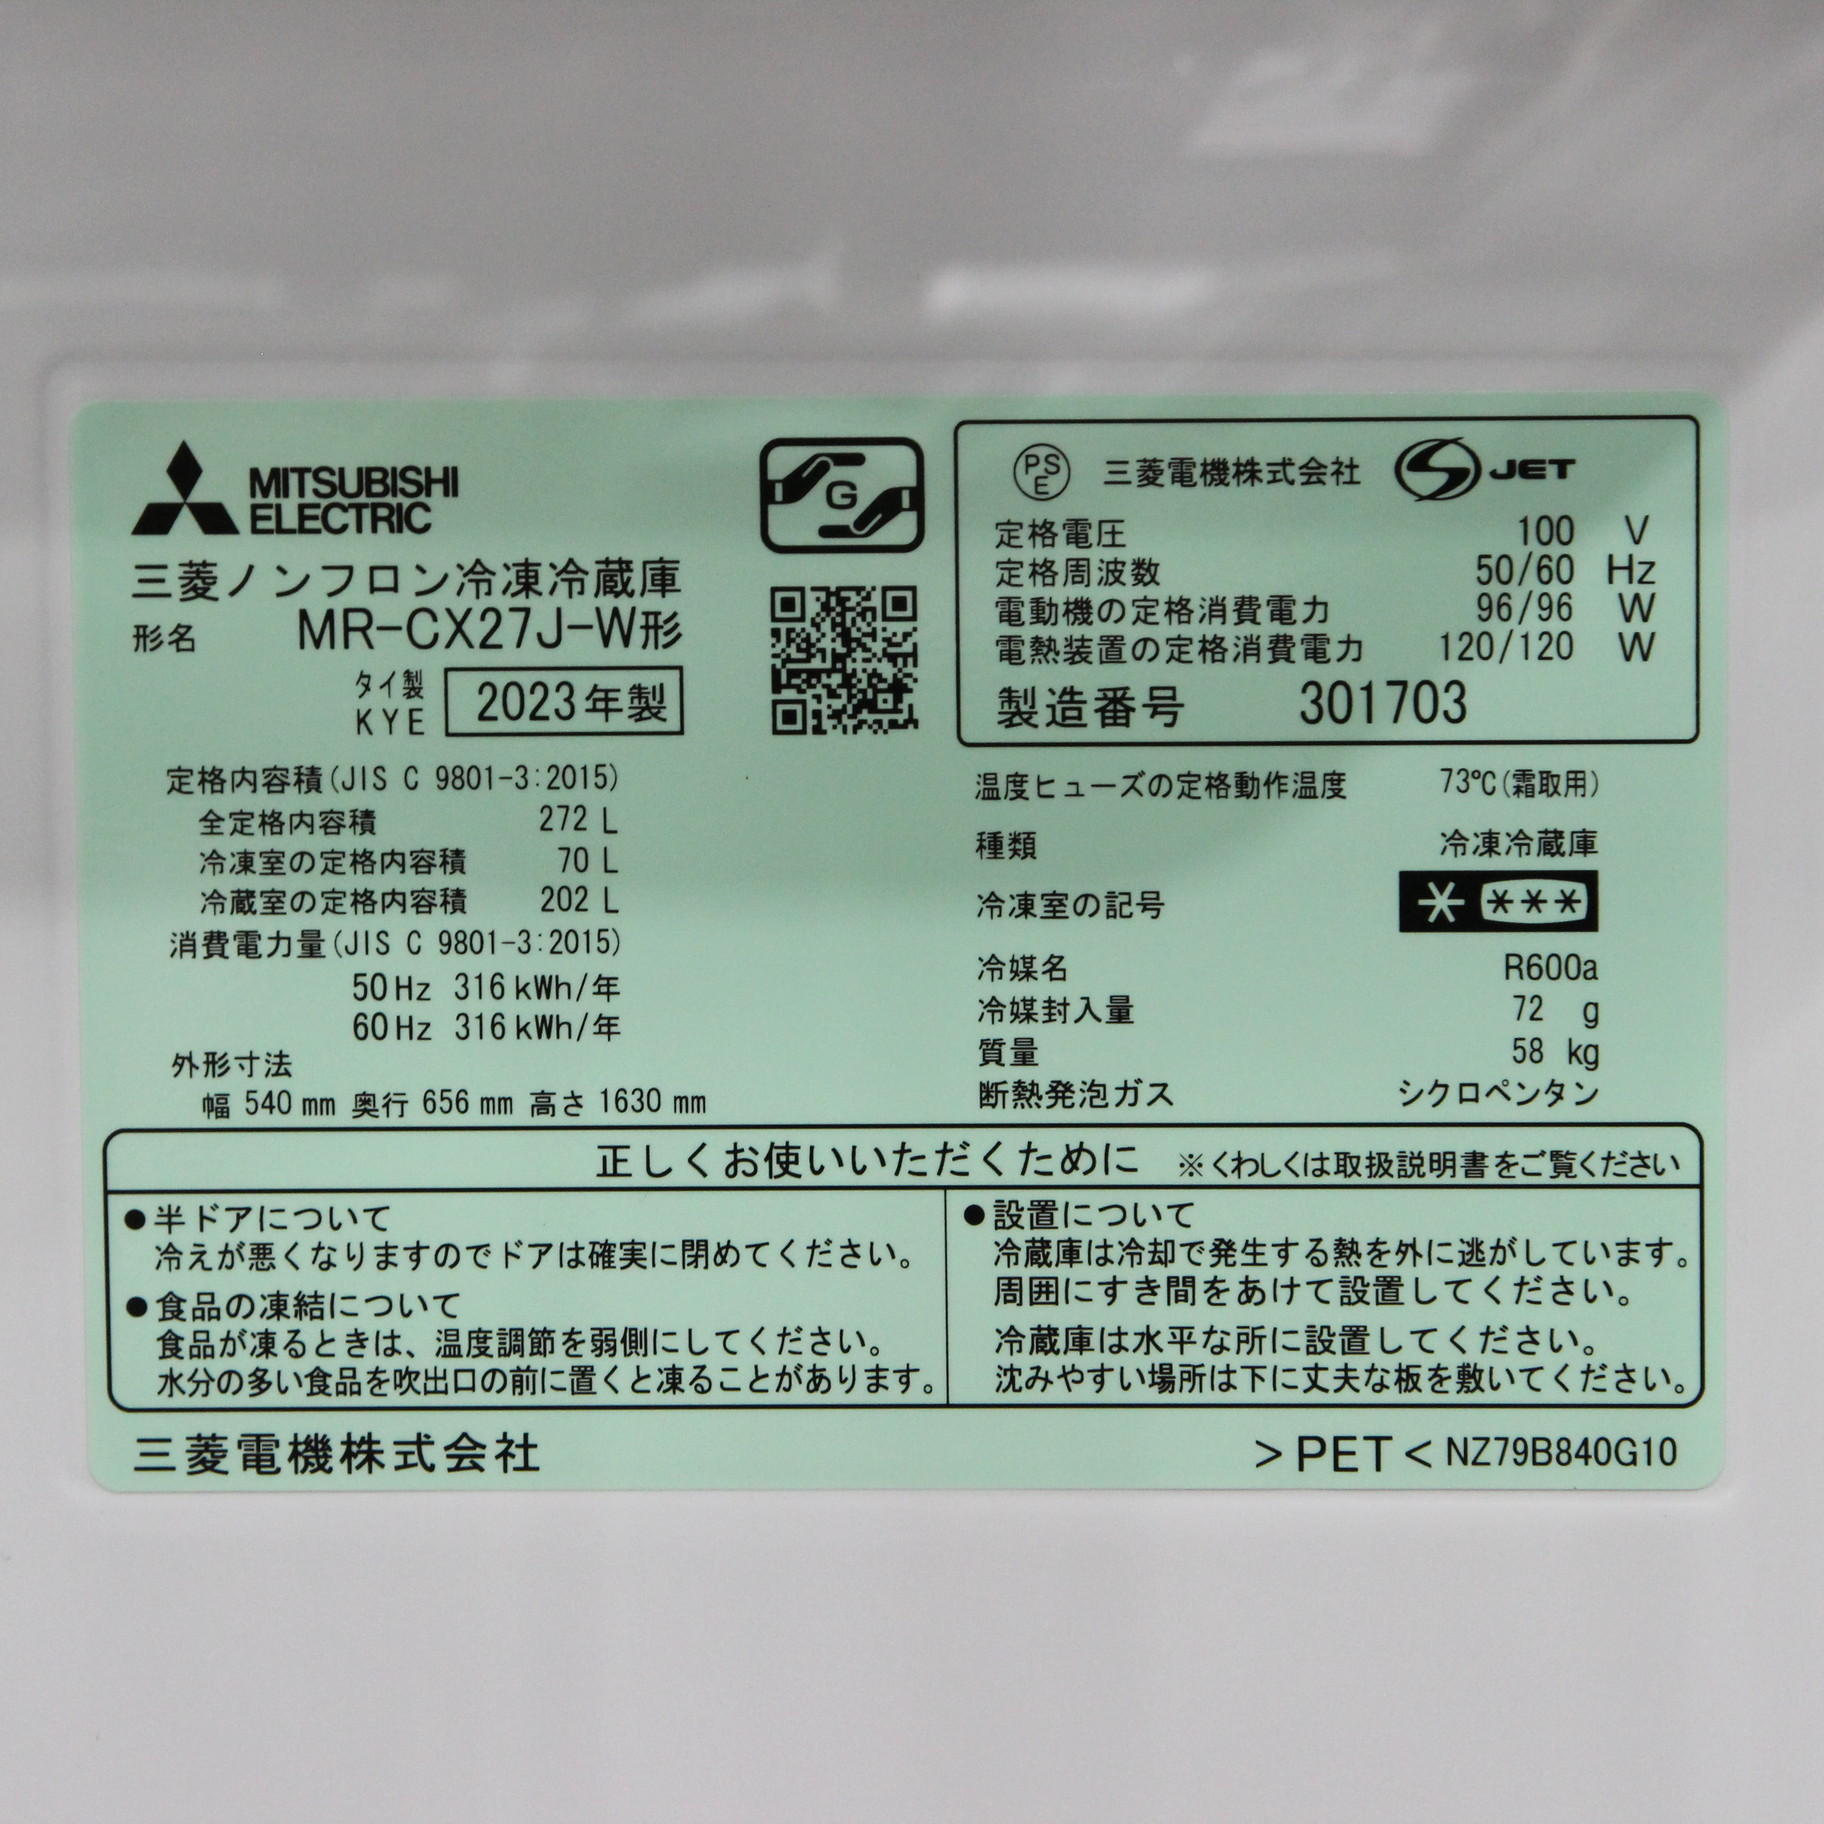 MITSUBISHI
ELECTRIC
三菱ノンフロン冷凍冷蔵庫
形名 MR-CX27J-W形
タイ製
KYE
2023年製
G
PS
E
三菱電機株式会社
JET
定格電圧 100 V
定格周波数 50/60 Hz
電動機の定格消費電力 96/96 W
電熱装置の定格消費電力 120/120 W
製造番号 301703
定格内容積(JIS C 9801-3:2015)
全定格内容積 272 L
冷凍室の定格内容積 70 L
冷蔵室の定格内容積 202 L
消費電力量(JIS C 9801-3:2015)
50Hz 316kWh/年
60Hz 316kWh/年
外形寸法
幅 540 mm 奥行 656 mm 高さ 1630 mm
温度ヒューズの定格動作温度 73℃(霜取用)
種類 冷凍冷蔵庫
冷凍室の記号 * ***
冷媒名 R600a
冷媒封入量 72 g
質量 58 kg
断熱発泡ガス シクロペンタン
正しくお使いいただくために ※くわしくは取扱説明書をご覧ください
●半ドアについて
冷えが悪くなりますのでドアは確実に閉めてください。
●食品の凍結について
食品が凍るときは、温度調節を弱側にしてください。
水分の多い食品を吹出口の前に置くと凍ることがあります。
●設置について
冷蔵庫は冷却で発生する熱を外に逃がしています。
周囲にすき間をあけて設置してください。
冷蔵庫は水平な所に設置してください。
沈みやすい場所は下に丈夫な板を敷いてください。
三菱電機株式会社
>PET< NZ79B840G10